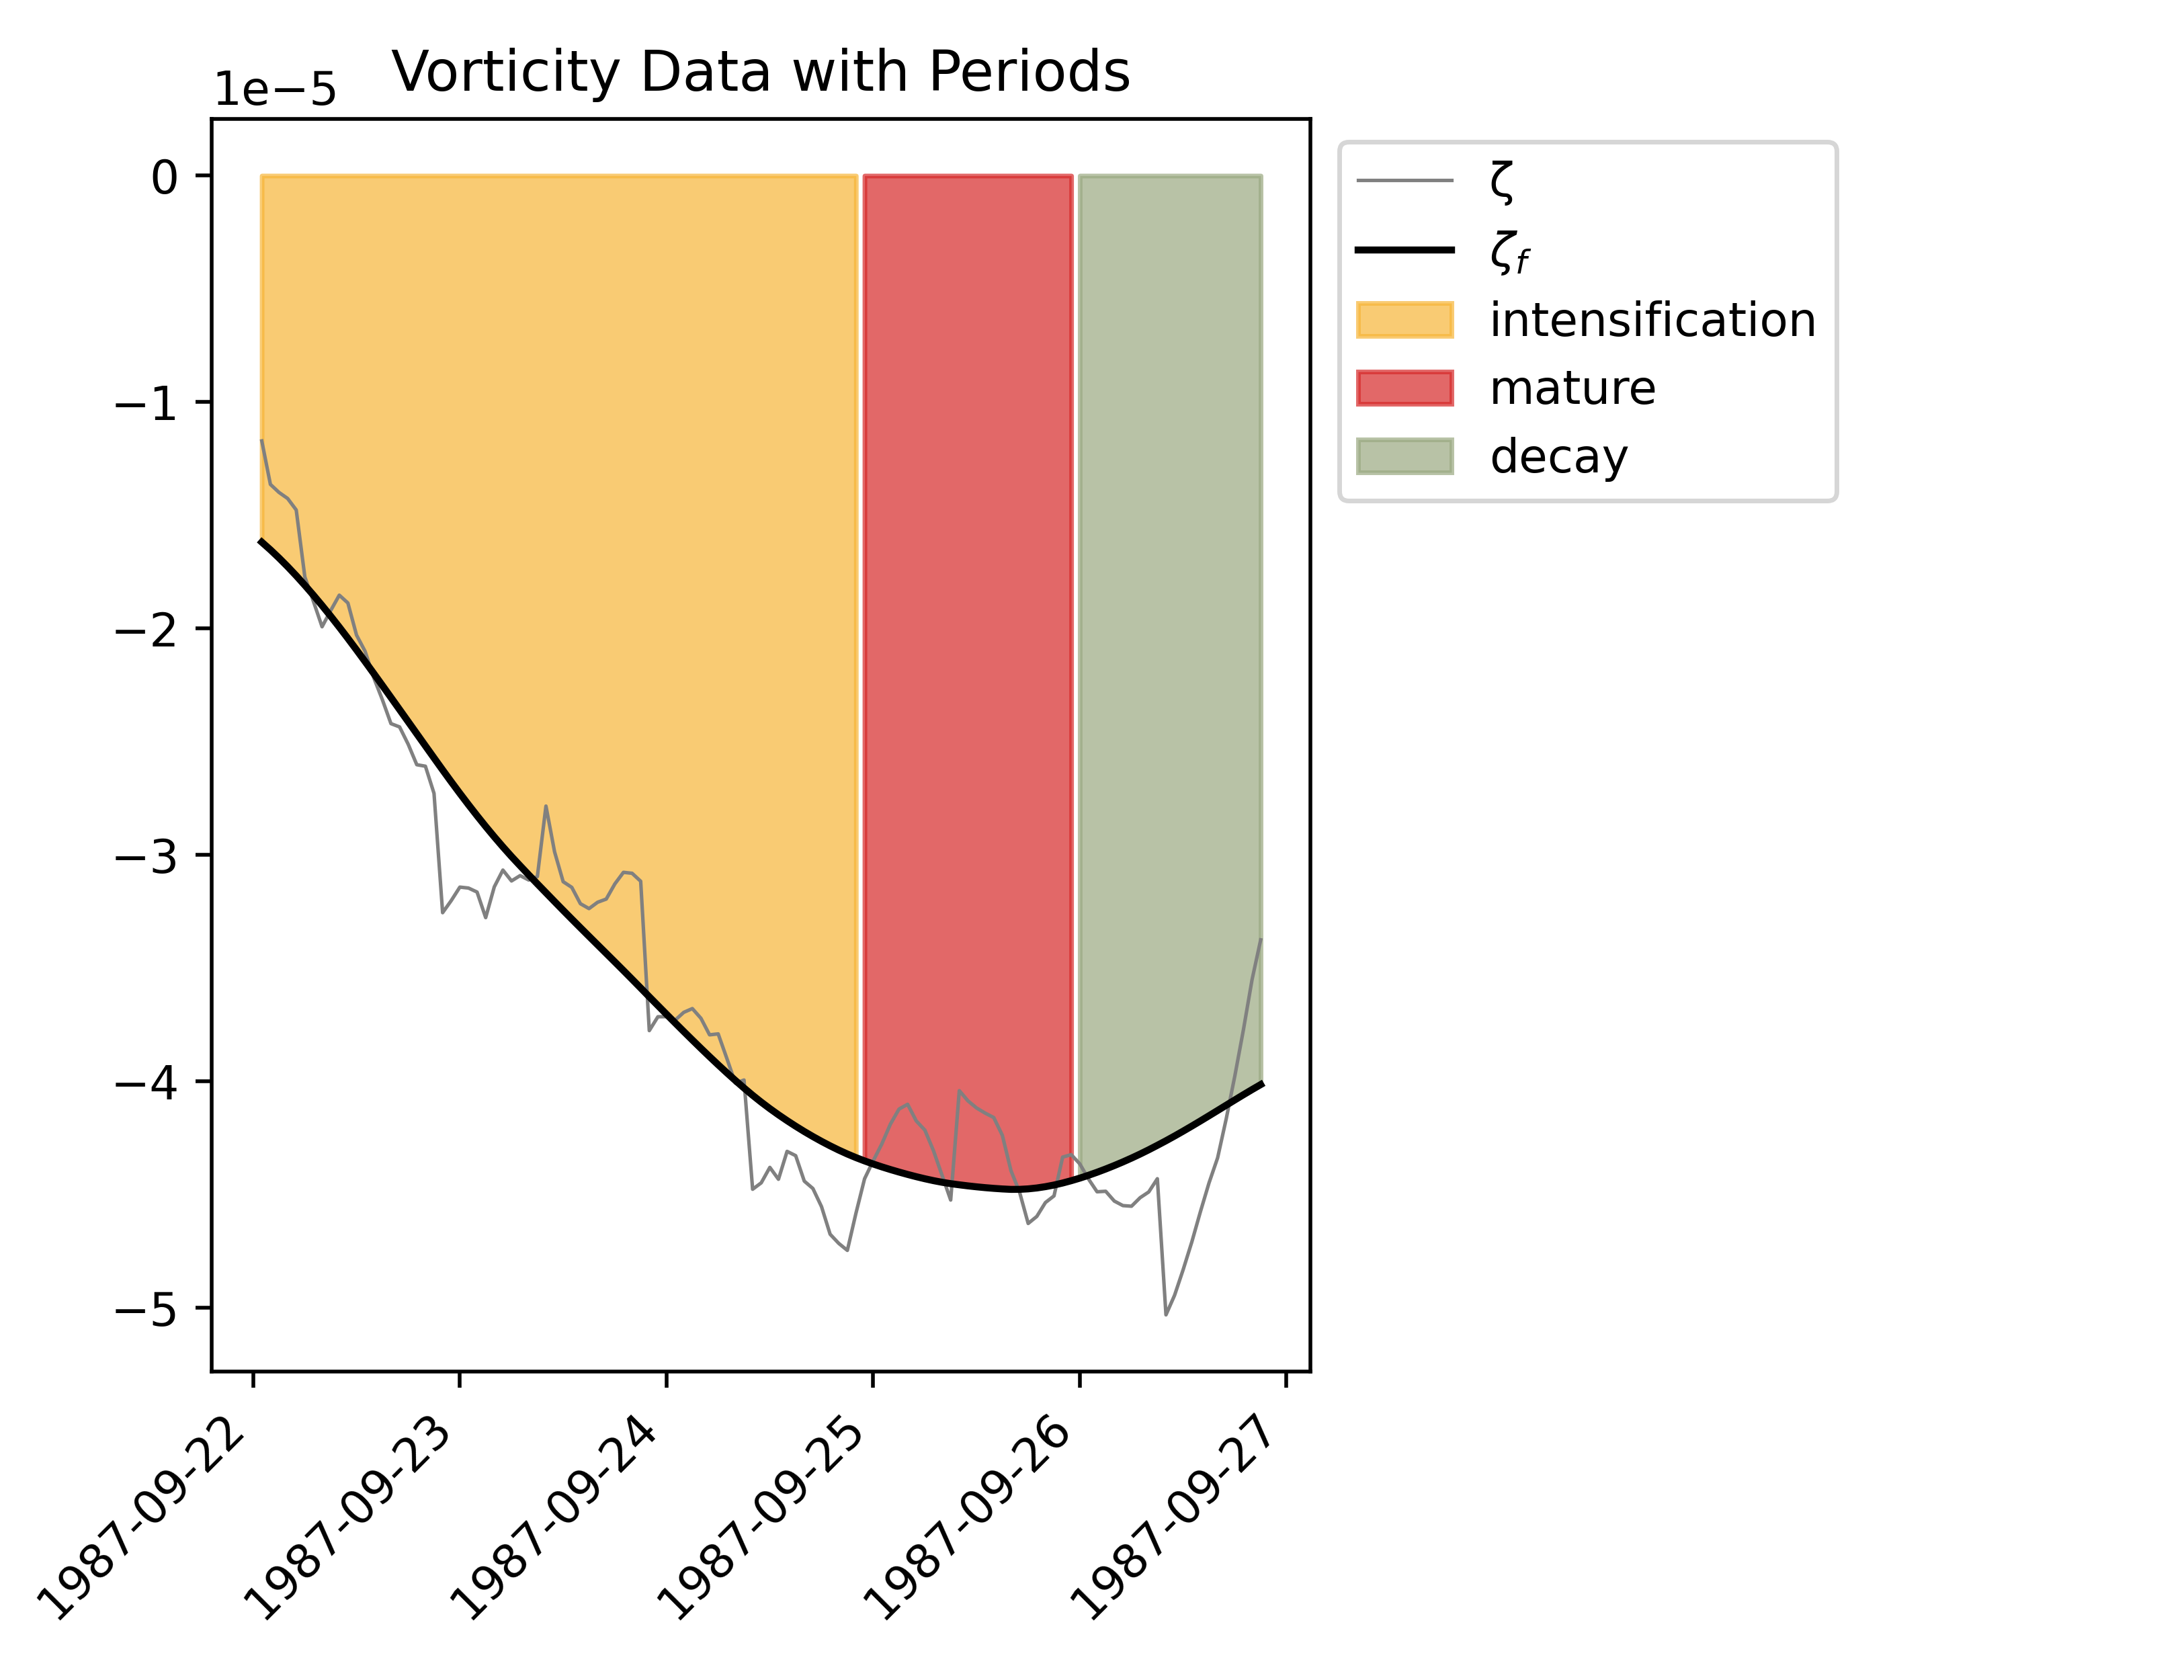 Vorticity Data with Periods
1e−5
0
−1
−2
−3
−4
−5
1987-09-22
1987-09-23
1987-09-24
1987-09-25
1987-09-26
1987-09-27
ζ
ζf
intensification
mature
decay